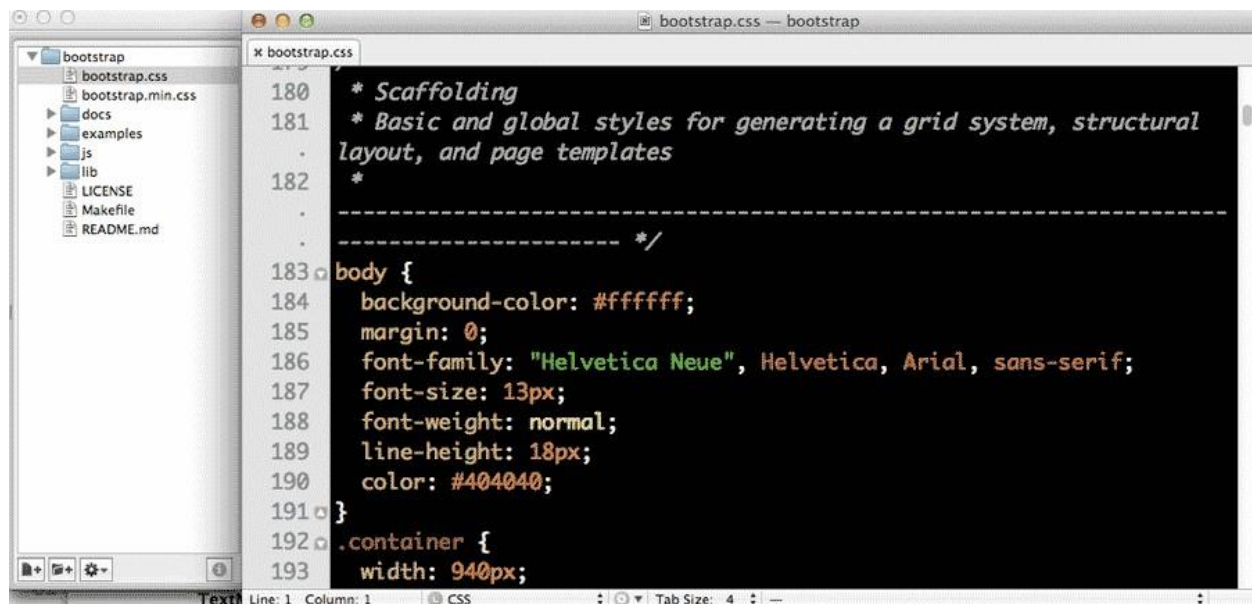 bootstrap.css — bootstrap
bootstrap
bootstrap.css
bootstrap.min.css
docs
examples
js
lib
LICENSE
Makefile
README.md
× bootstrap.css
180 * Scaffolding
181 * Basic and global styles for generating a grid system, structural
layout, and page templates
182 *
--------------------------------------------------------------------
---------------------- */
183 body {
184 background-color: #ffffff;
185 margin: 0;
186 font-family: "Helvetica Neue", Helvetica, Arial, sans-serif;
187 font-size: 13px;
188 font-weight: normal;
189 line-height: 18px;
190 color: #404040;
191 }
192 .container {
193 width: 940px;
Line: 1 Column: 1 CSS Tab Size: 4 —